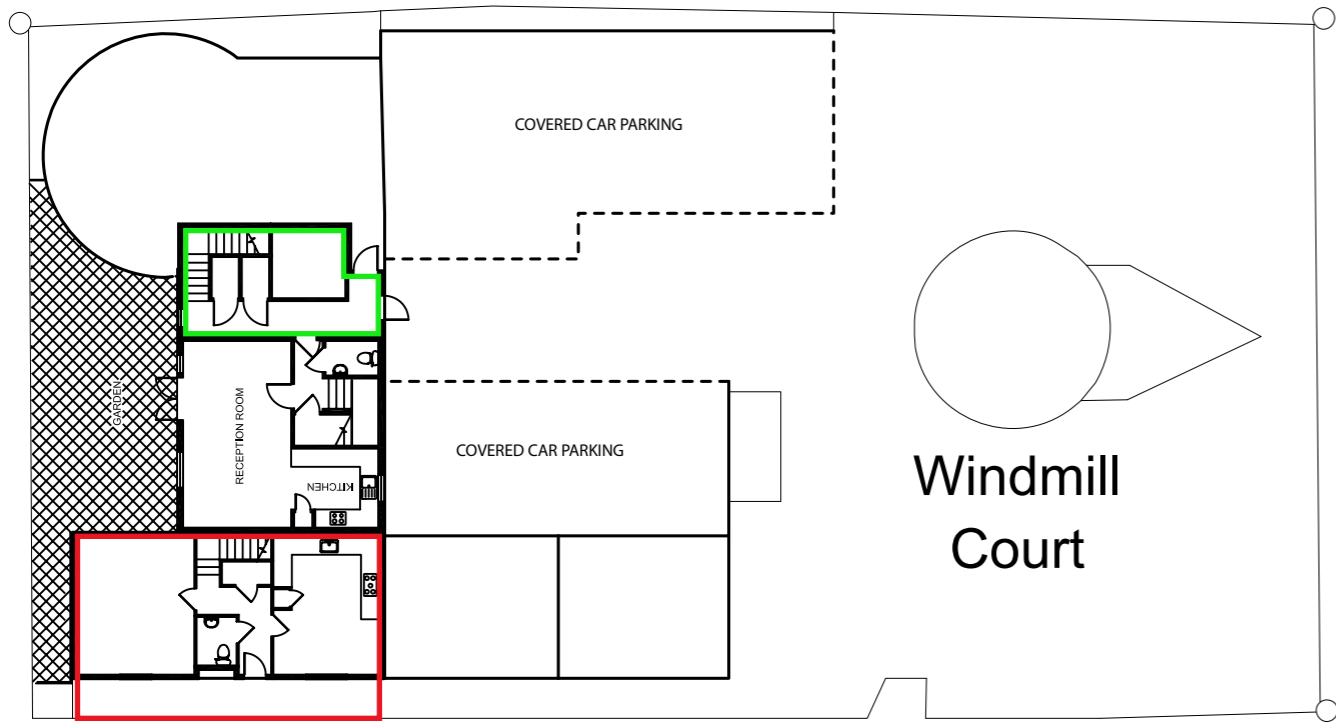 COVERED CAR PARKING
GARDEN
RECEPTION ROOM
KITCHEN
COVERED CAR PARKING
Windmill
Court